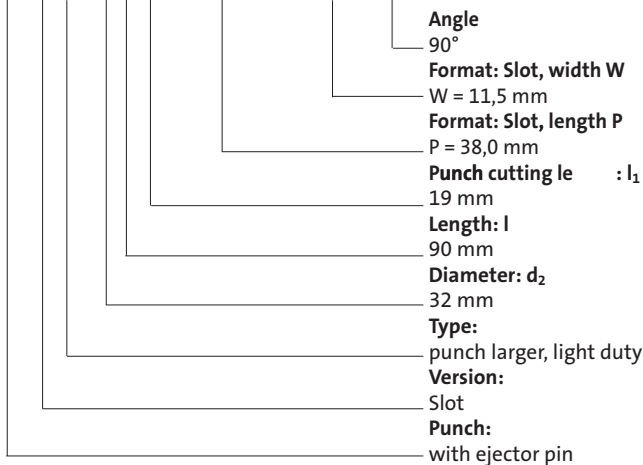 Angle
90°
Format: Slot, width W
W = 11,5 mm
Format: Slot, length P
P = 38,0 mm
Punch cutting le : l₁
19 mm
Length: l
90 mm
Diameter: d₂
32 mm
Type:
punch larger, light duty
Version:
Slot
Punch:
with ejector pin